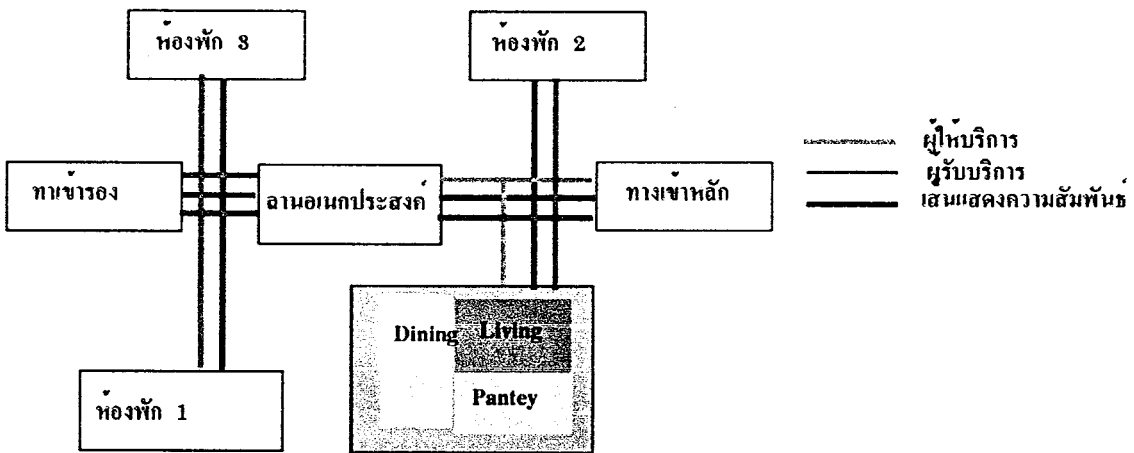 ห้องพัก 3
ห้องพัก 2
ผู้ให้บริการ
ผู้รับบริการ
เส้นแสดงความสัมพันธ์
ทาเข้ารอง
ลานอเนกประสงค์
ทางเข้าหลัก
Dining
Living
Pantey
ห้องพัก 1